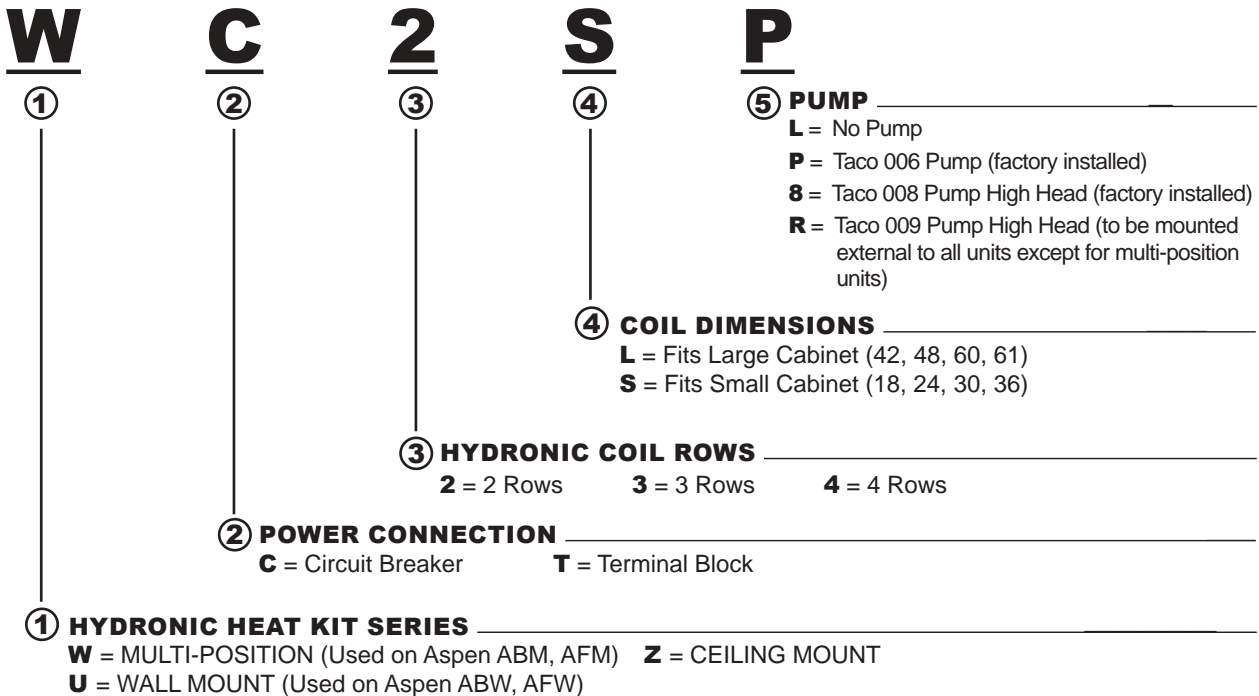 W C 2 S P
① ② ③ ④ ⑤ PUMP
L = No Pump
P = Taco 006 Pump (factory installed)
8 = Taco 008 Pump High Head (factory installed)
R = Taco 009 Pump High Head (to be mounted
external to all units except for multi-position
units)
④ COIL DIMENSIONS
L = Fits Large Cabinet (42, 48, 60, 61)
S = Fits Small Cabinet (18, 24, 30, 36)
③ HYDRONIC COIL ROWS
2 = 2 Rows 3 = 3 Rows 4 = 4 Rows
② POWER CONNECTION
C = Circuit Breaker T = Terminal Block
① HYDRONIC HEAT KIT SERIES
W = MULTI-POSITION (Used on Aspen ABM, AFM) Z = CEILING MOUNT
U = WALL MOUNT (Used on Aspen ABW, AFW)